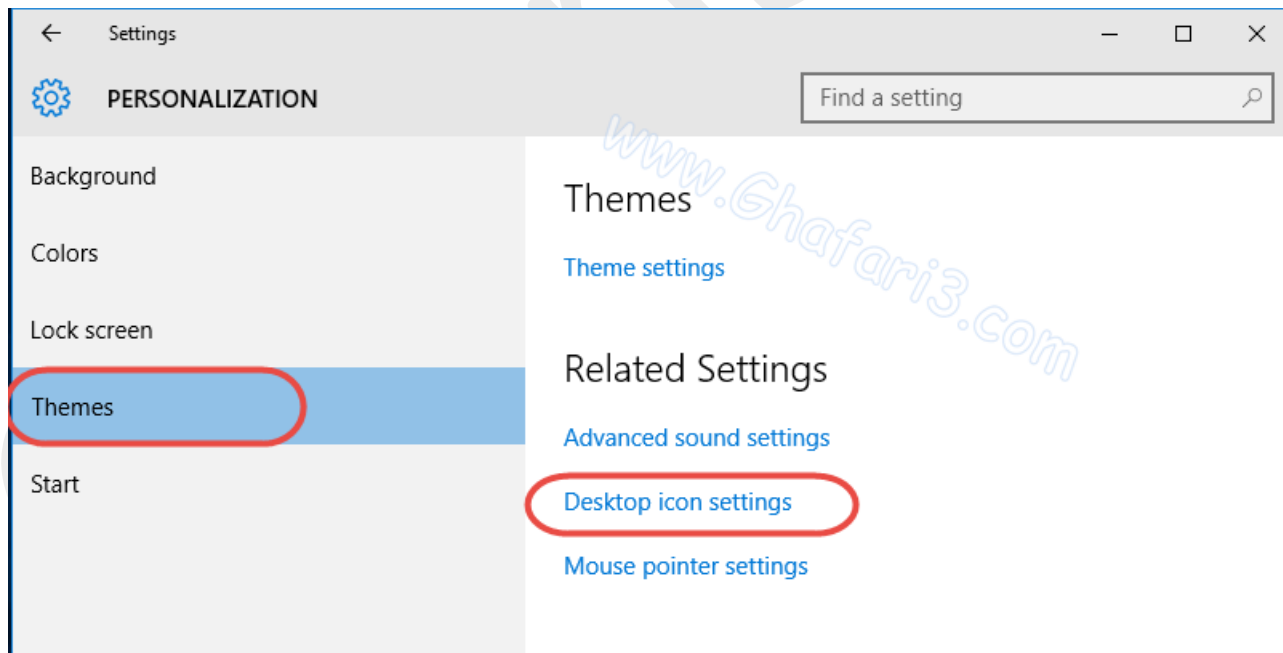 Settings
PERSONALIZATION
Find a setting
Background
Colors
Lock screen
Themes
Start
Themes
Theme settings
Related Settings
Advanced sound settings
Desktop icon settings
Mouse pointer settings
www.Ghafari3.com